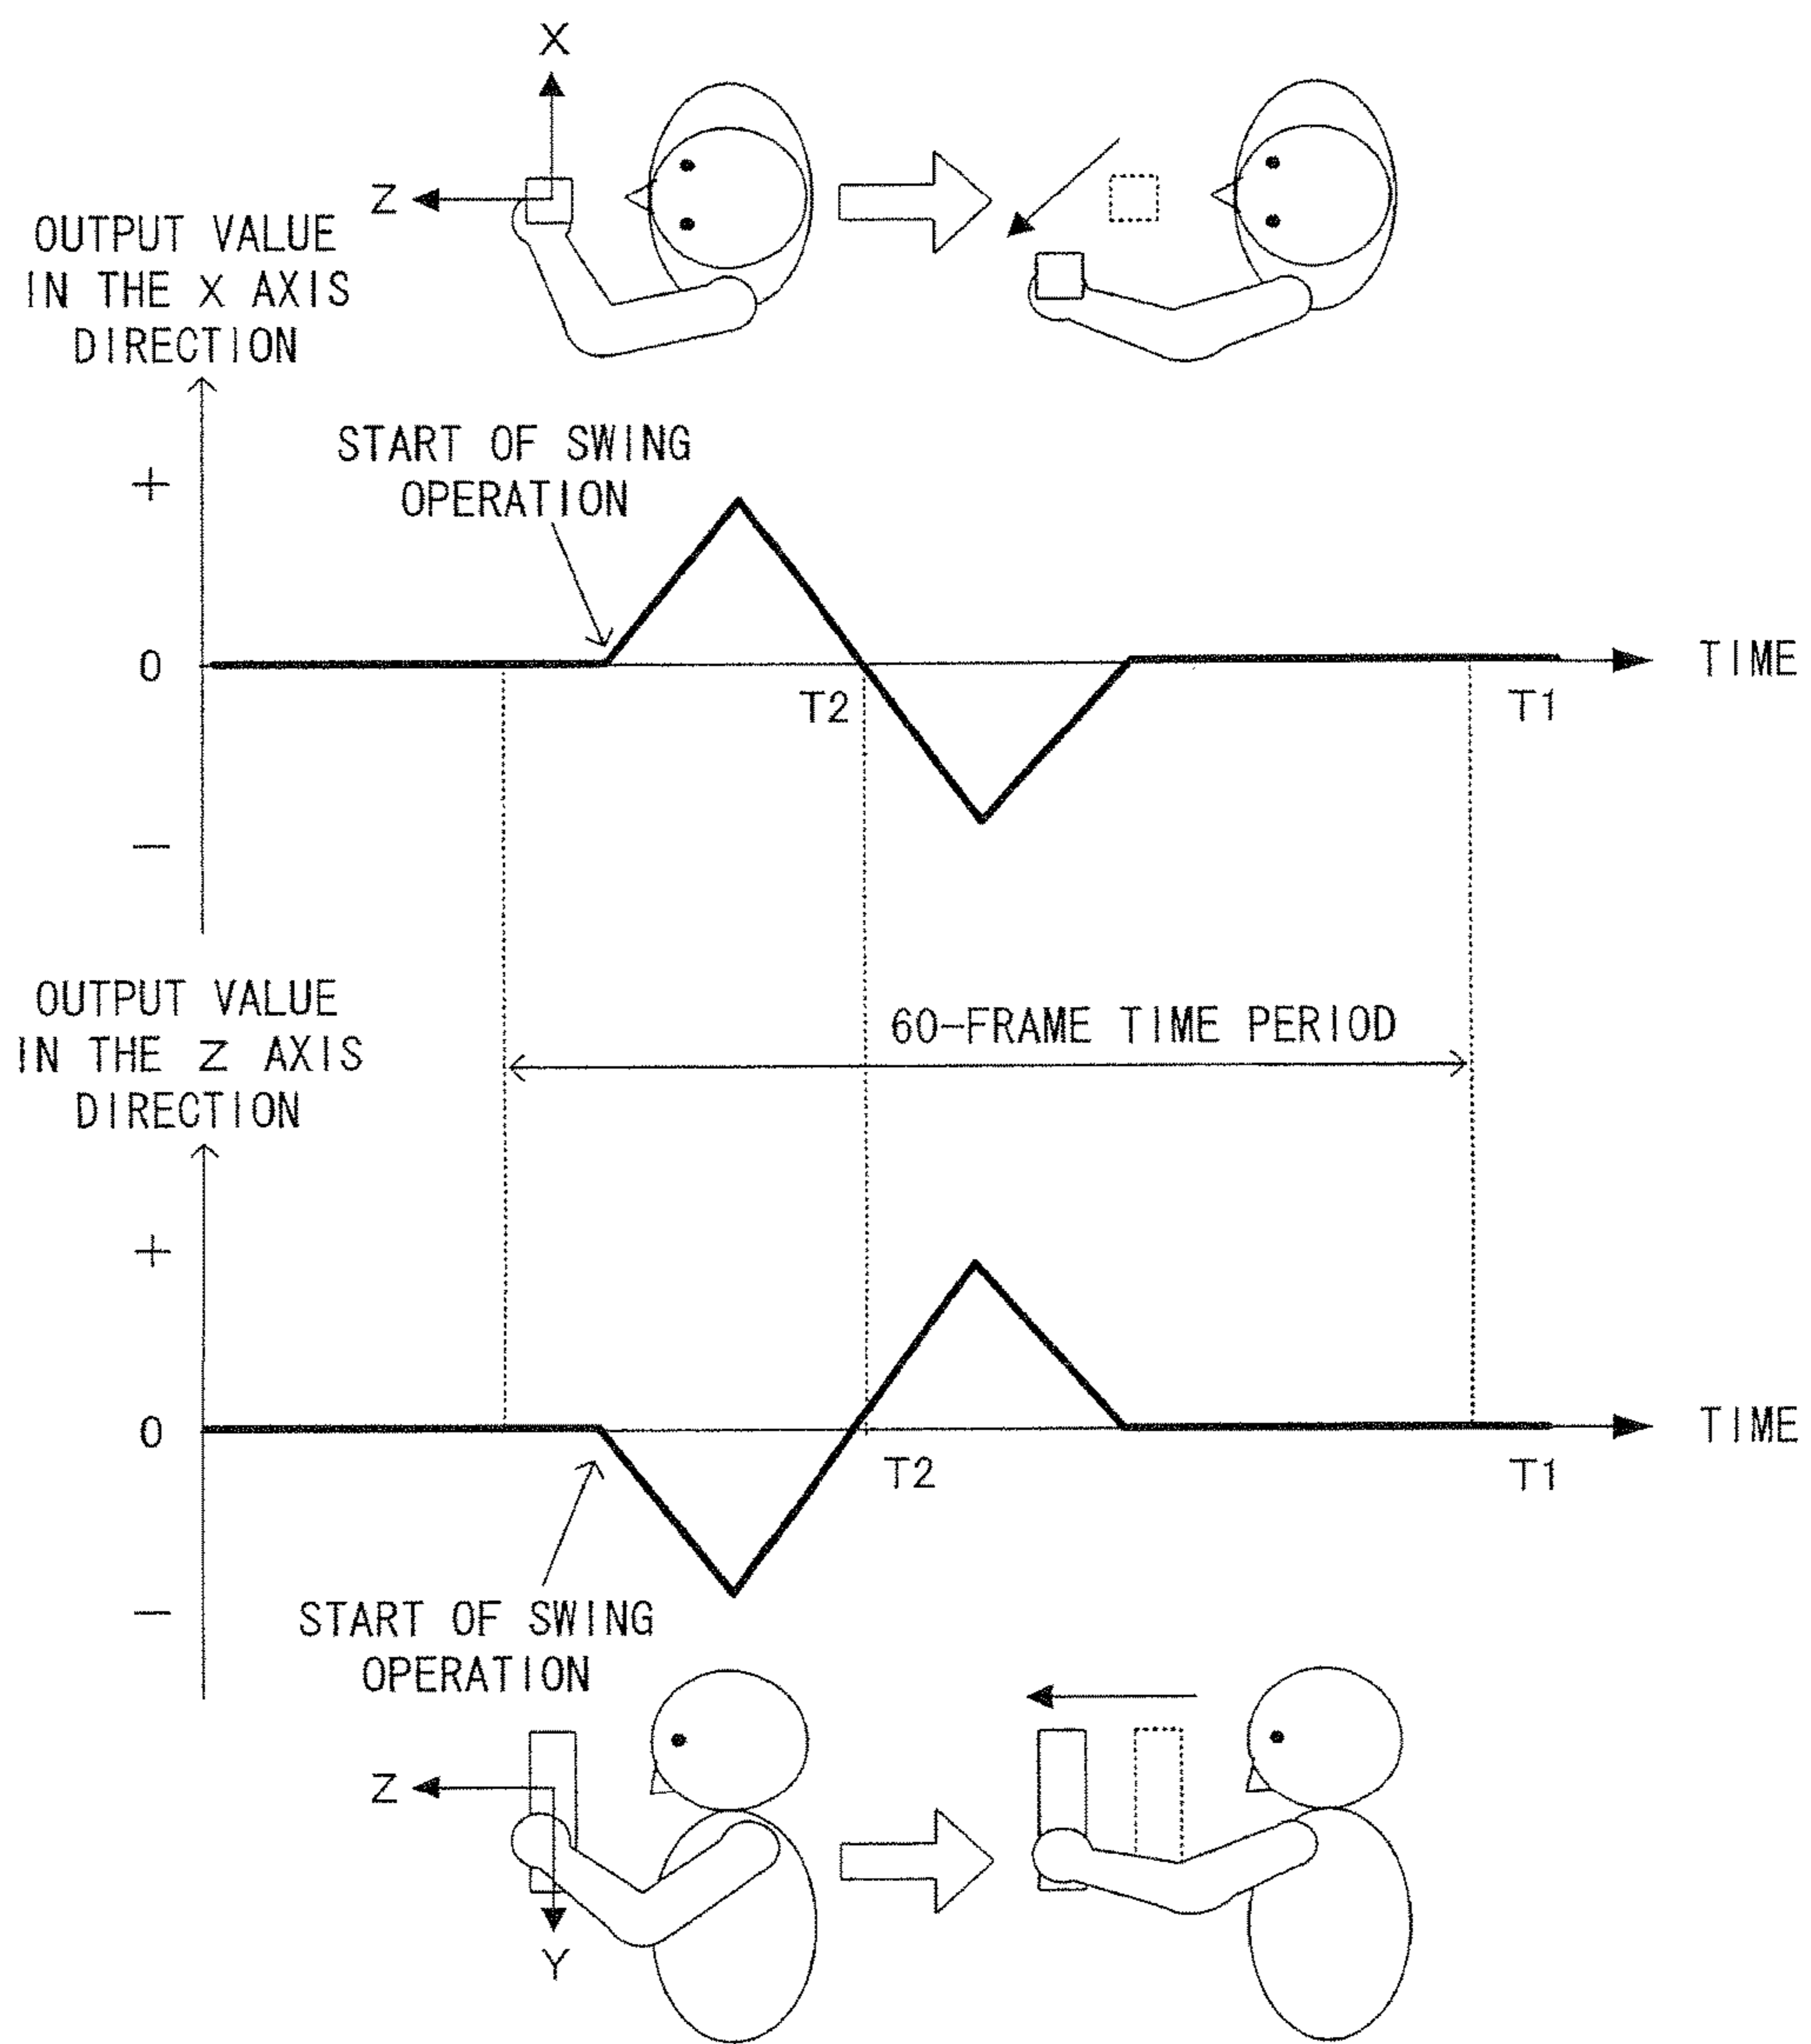 X
Z
OUTPUT VALUE
IN THE X AXIS
DIRECTION
START OF SWING
OPERATION
+
0
TIME
T2
T1
−
OUTPUT VALUE
IN THE Z AXIS
DIRECTION
60-FRAME TIME PERIOD
+
0
TIME
T2
T1
−
START OF SWING
OPERATION
Z
Y